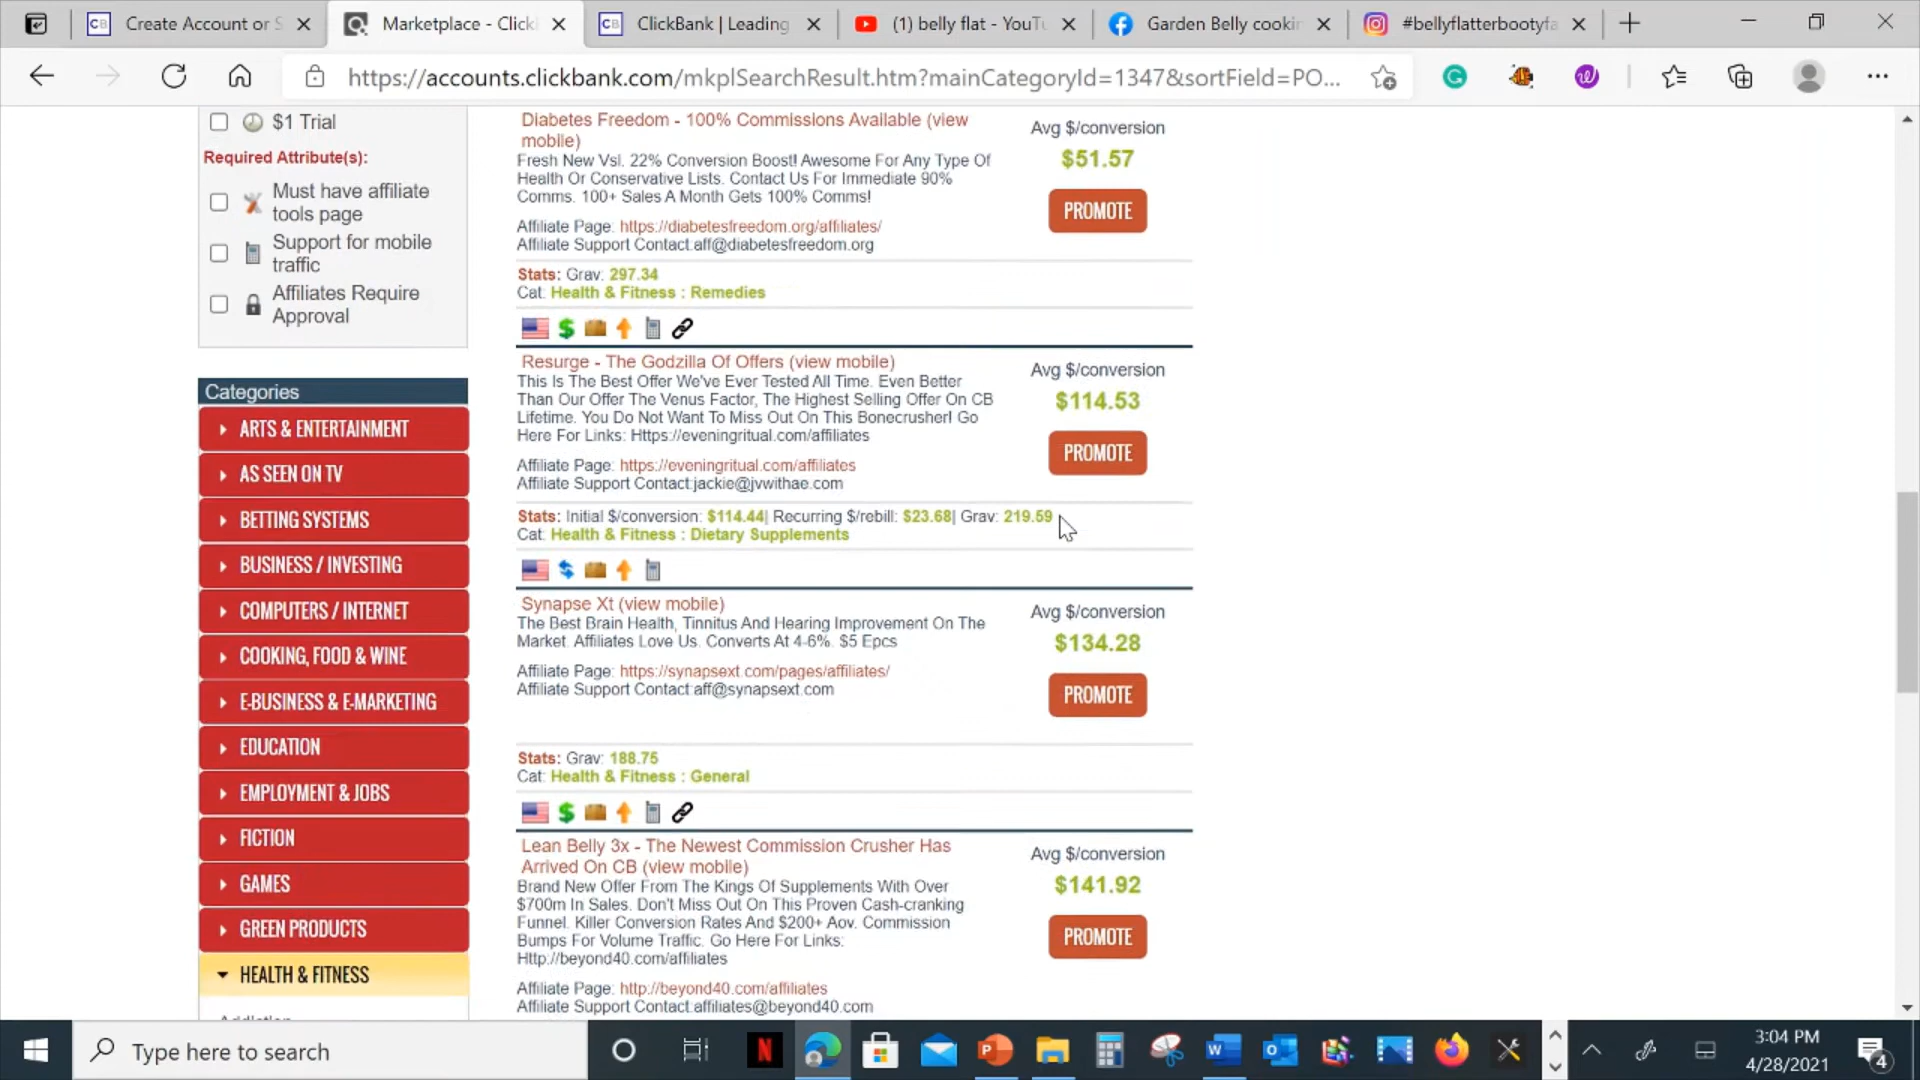 Create Account or S
Marketplace - Click
ClickBank | Leading
(1) belly flat - YouTu
Garden Belly cookin
#bellyflatterbootyfa
https://accounts.clickbank.com/mkplSearchResult.htm?mainCategoryId=1347&sortField=PO...
$1 Trial
Required Attribute(s):
Must have affiliate
tools page
Support for mobile
traffic
Affiliates Require
Approval
Categories
ARTS & ENTERTAINMENT
AS SEEN ON TV
BETTING SYSTEMS
BUSINESS / INVESTING
COMPUTERS / INTERNET
COOKING, FOOD & WINE
E-BUSINESS & E-MARKETING
EDUCATION
EMPLOYMENT & JOBS
FICTION
GAMES
GREEN PRODUCTS
HEALTH & FITNESS
Diabetes Freedom - 100% Commissions Available (view
mobile)
Fresh New Vsl. 22% Conversion Boost! Awesome For Any Type Of
Health Or Conservative Lists. Contact Us For Immediate 90%
Comms. 100+ Sales A Month Gets 100% Comms!
Affiliate Page: https://diabetesfreedom.org/affiliates/
Affiliate Support Contact:aff@diabetesfreedom.org
Avg $/conversion
$51.57
PROMOTE
Stats: Grav: 297.34
Cat: Health & Fitness : Remedies
Resurge - The Godzilla Of Offers (view mobile)
This Is The Best Offer We've Ever Tested All Time. Even Better
Than Our Offer The Venus Factor, The Highest Selling Offer On CB
Lifetime. You Do Not Want To Miss Out On This Bonecrusher! Go
Here For Links: Https://eveningritual.com/affiliates
Affiliate Page: https://eveningritual.com/affiliates
Affiliate Support Contact:jackie@jvwithae.com
Avg $/conversion
$114.53
PROMOTE
Stats: Initial $/conversion: $114.44| Recurring $/rebill: $23.68| Grav: 219.59
Cat: Health & Fitness : Dietary Supplements
Synapse Xt (view mobile)
The Best Brain Health, Tinnitus And Hearing Improvement On The
Market. Affiliates Love Us. Converts At 4-6%. $5 Epcs
Affiliate Page: https://synapsext.com/pages/affiliates/
Affiliate Support Contact:aff@synapsext.com
Avg $/conversion
$134.28
PROMOTE
Stats: Grav: 188.75
Cat: Health & Fitness : General
Lean Belly 3x - The Newest Commission Crusher Has
Arrived On CB (view mobile)
Brand New Offer From The Kings Of Supplements With Over
$700m In Sales. Don't Miss Out On This Proven Cash-cranking
Funnel. Killer Conversion Rates And $200+ Aov. Commission
Bumps For Volume Traffic. Go Here For Links:
Http://beyond40.com/affiliates
Affiliate Page: http://beyond40.com/affiliates
Affiliate Support Contact:affiliates@beyond40.com
Avg $/conversion
$141.92
PROMOTE
Type here to search
3:04 PM
4/28/2021
4